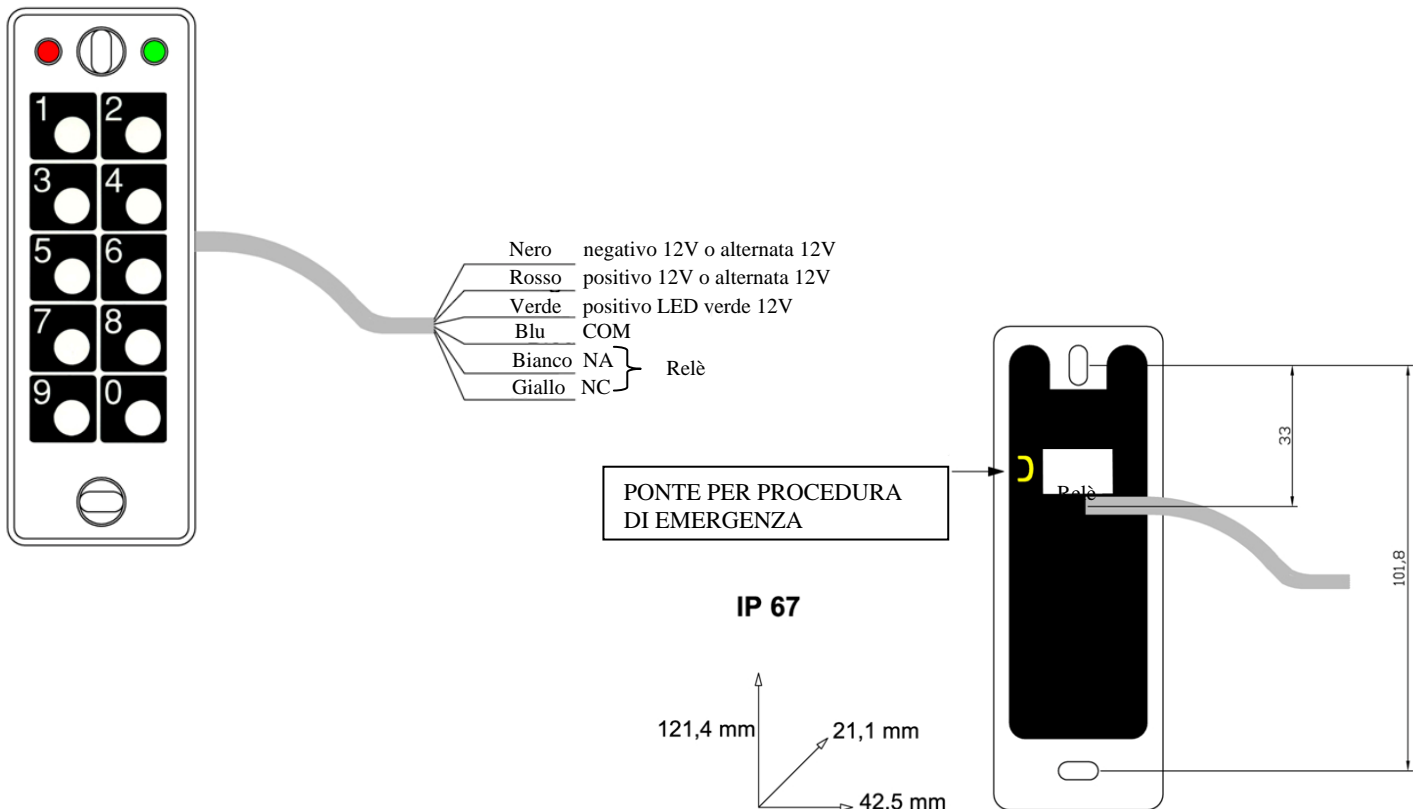 1 2
3 4
5 6
7 8
9 0
Nero negativo 12V o alternata 12V
Rosso positivo 12V o alternata 12V
Verde positivo LED verde 12V
Blu COM
Bianco NA
Relè
Giallo NC
PONTE PER PROCEDURA
DI EMERGENZA
Relè
33
101,8
IP 67
121,4 mm
21,1 mm
42,5 mm